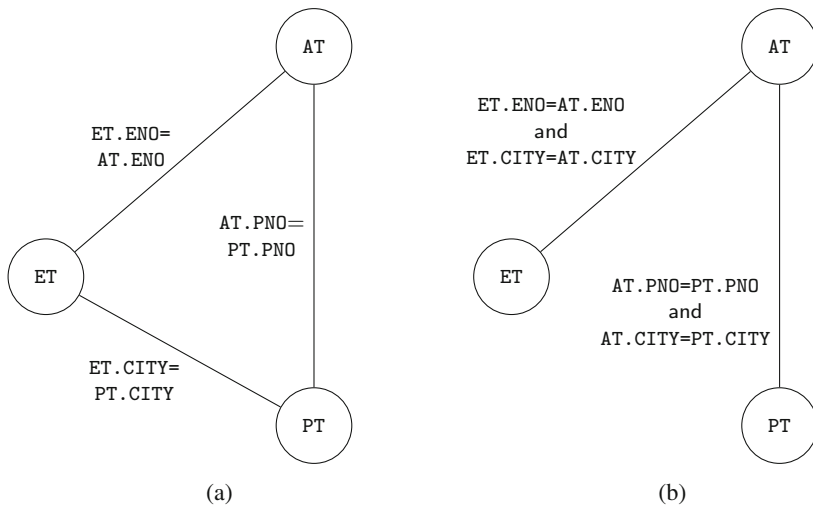 AT
ET.ENO=
AT.ENO
AT.PNO=
PT.PNO
ET
ET.CITY=
PT.CITY
PT
(a)
AT
ET.ENO=AT.ENO
and
ET.CITY=AT.CITY
ET
AT.PNO=PT.PNO
and
AT.CITY=PT.CITY
PT
(b)